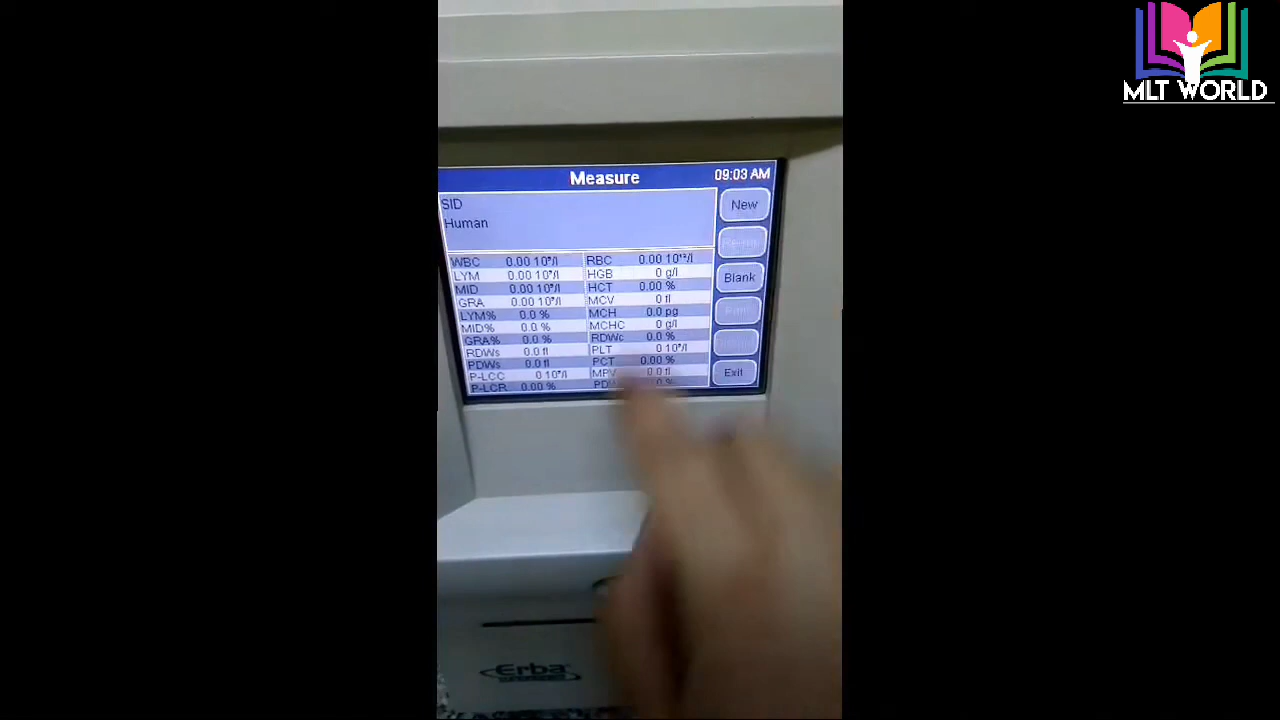 MLT WORLD
Measure 09:03 AM
SID
Human
New
Blank
Exit
WBC 0.00 10⁹/l RBC 0.00 10¹²/l
LYM 0.00 10⁹/l HGB 0 g/l
MID 0.00 10⁹/l HCT 0.00 %
GRA 0.00 10⁹/l MCV 0 fl
LYM% 0.0 % MCH 0.0 pg
MID% 0.0 % MCHC 0 g/l
GRA% 0.0 % RDWc 0.0 %
RDWs 0.0 fl PLT 0 10⁹/l
PDWs 0.0 fl PCT 0.00 %
P-LCC 0 10⁹/l MPV 0.0 fl
P-LCR 0.00 %
Erba